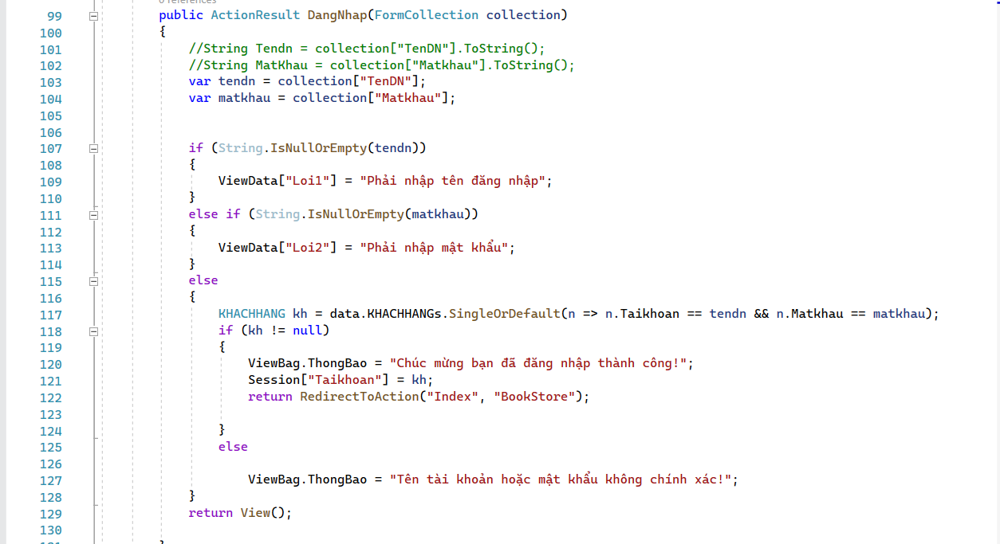 0 references
99 public ActionResult DangNhap(FormCollection collection)
100 {
101 //String Tendn = collection["TenDN"].ToString();
102 //String MatKhau = collection["Matkhau"].ToString();
103 var tendn = collection["TenDN"];
104 var matkhau = collection["Matkhau"];
105
106
107 if (String.IsNullOrEmpty(tendn))
108 {
109 ViewData["Loi1"] = "Phải nhập tên đăng nhập";
110 }
111 else if (String.IsNullOrEmpty(matkhau))
112 {
113 ViewData["Loi2"] = "Phải nhập mật khẩu";
114 }
115 else
116 {
117 KHACHHANG kh = data.KHACHHANGs.SingleOrDefault(n => n.Taikhoan == tendn && n.Matkhau == matkhau);
118 if (kh != null)
119 {
120 ViewBag.ThongBao = "Chúc mừng bạn đã đăng nhập thành công!";
121 Session["Taikhoan"] = kh;
122 return RedirectToAction("Index", "BookStore");
123
124 }
125 else
126
127 ViewBag.ThongBao = "Tên tài khoản hoặc mật khẩu không chính xác!";
128 }
129 return View();
130